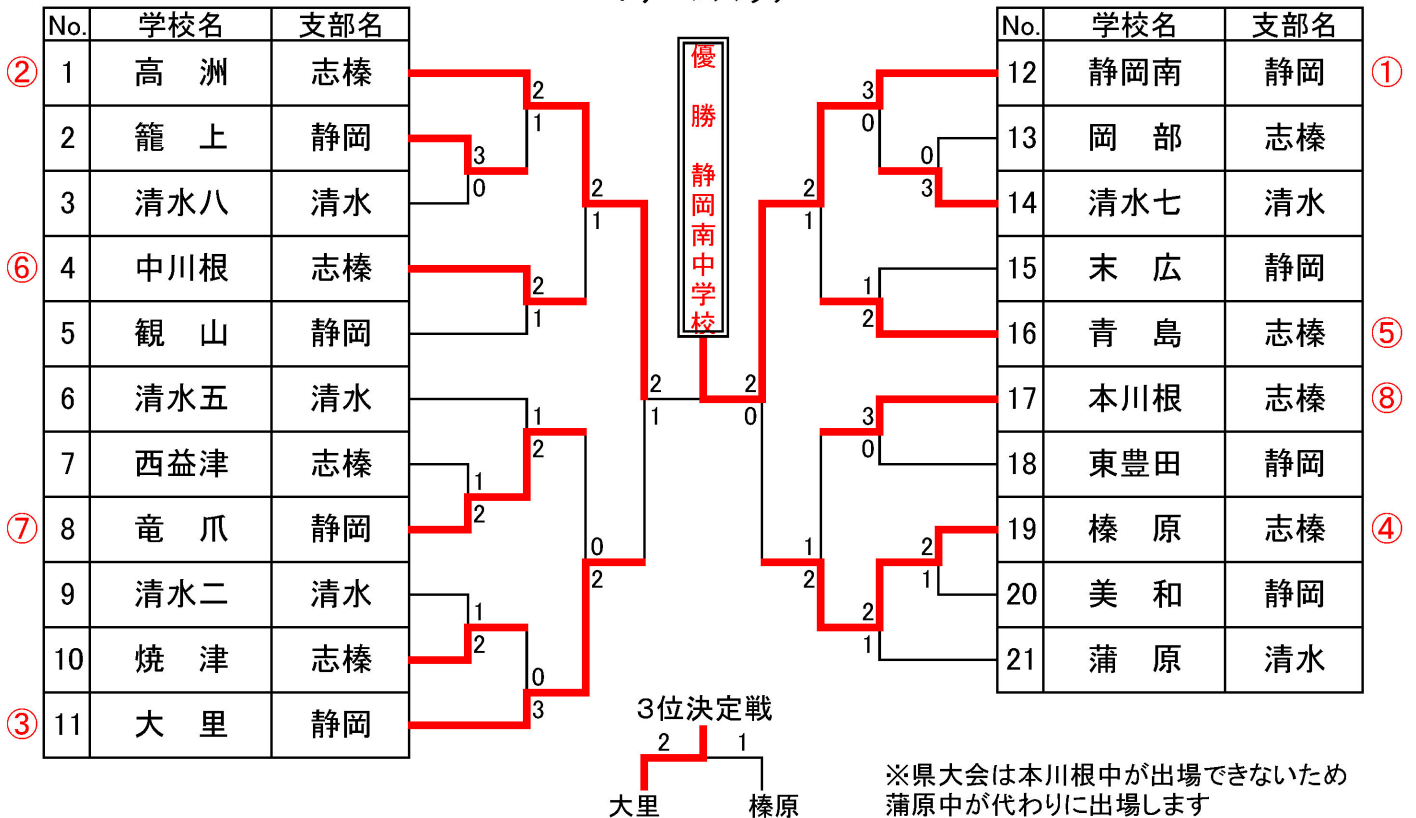 No. 学校名 支部名
② 1 高洲 志榛
2 籠上 静岡
3 清水八 清水
⑥ 4 中川根 志榛
5 観山 静岡
6 清水五 清水
7 西益津 志榛
⑦ 8 竜爪 静岡
9 清水二 清水
10 焼津 志榛
③ 11 大里 静岡
2
1
3
0
2
1
2
1
1
2
1
2
0
2
1
2
0
3
2
1
優勝 静岡南中学校
2
0
3
0
0
3
2
1
1
2
3
0
1
2
2
1
2
1
No. 学校名 支部名
12 静岡南 静岡 ①
13 岡部 志榛
14 清水七 清水
15 末広 静岡
16 青島 志榛 ⑤
17 本川根 志榛 ⑧
18 東豊田 静岡
19 榛原 志榛 ④
20 美和 静岡
21 蒲原 清水
3位決定戦
2 1
大里 榛原
※県大会は本川根中が出場できないため
蒲原中が代わりに出場します